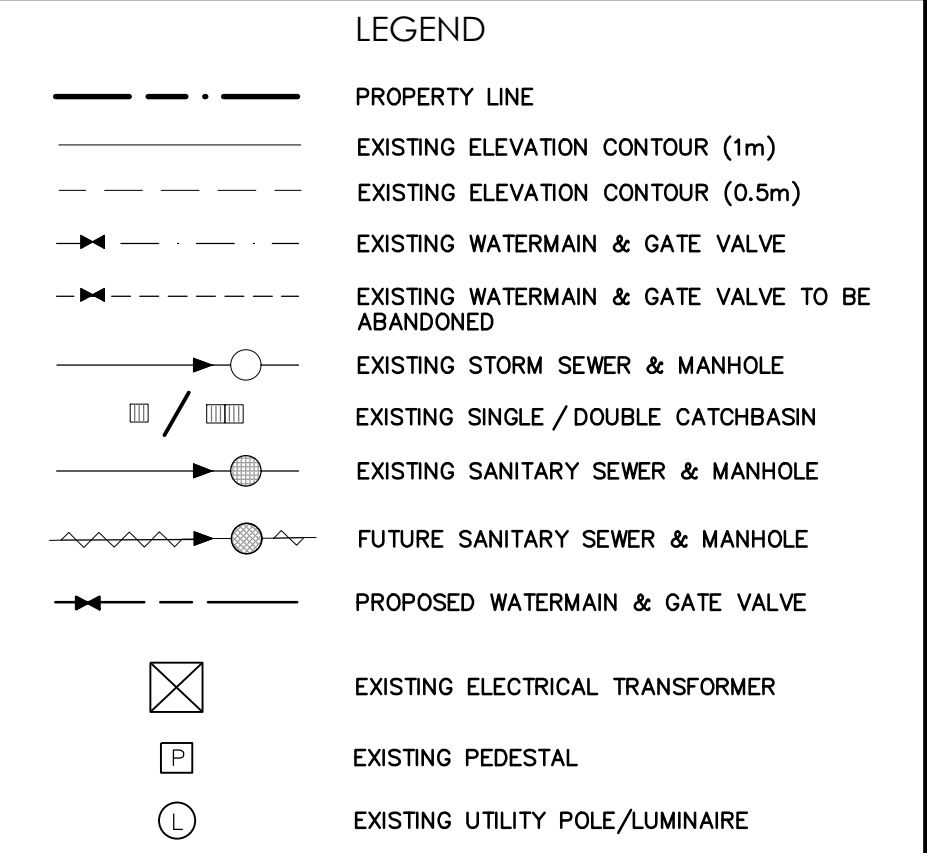 LEGEND
PROPERTY LINE
EXISTING ELEVATION CONTOUR (1m)
EXISTING ELEVATION CONTOUR (0.5m)
EXISTING WATERMAIN & GATE VALVE
EXISTING WATERMAIN & GATE VALVE TO BE
ABANDONED
EXISTING STORM SEWER & MANHOLE
EXISTING SINGLE / DOUBLE CATCHBASIN
EXISTING SANITARY SEWER & MANHOLE
FUTURE SANITARY SEWER & MANHOLE
PROPOSED WATERMAIN & GATE VALVE
EXISTING ELECTRICAL TRANSFORMER
P EXISTING PEDESTAL
L EXISTING UTILITY POLE/LUMINAIRE